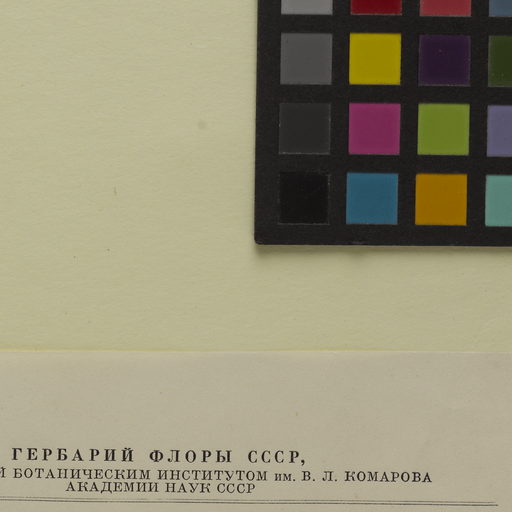 ГЕРБАРИЙ ФЛОРЫ СССР,
БОТАНИЧЕСКИМ ИНСТИТУТОМ им. В. Л. КОМАРОВА
АКАДЕМИИ НАУК СССР